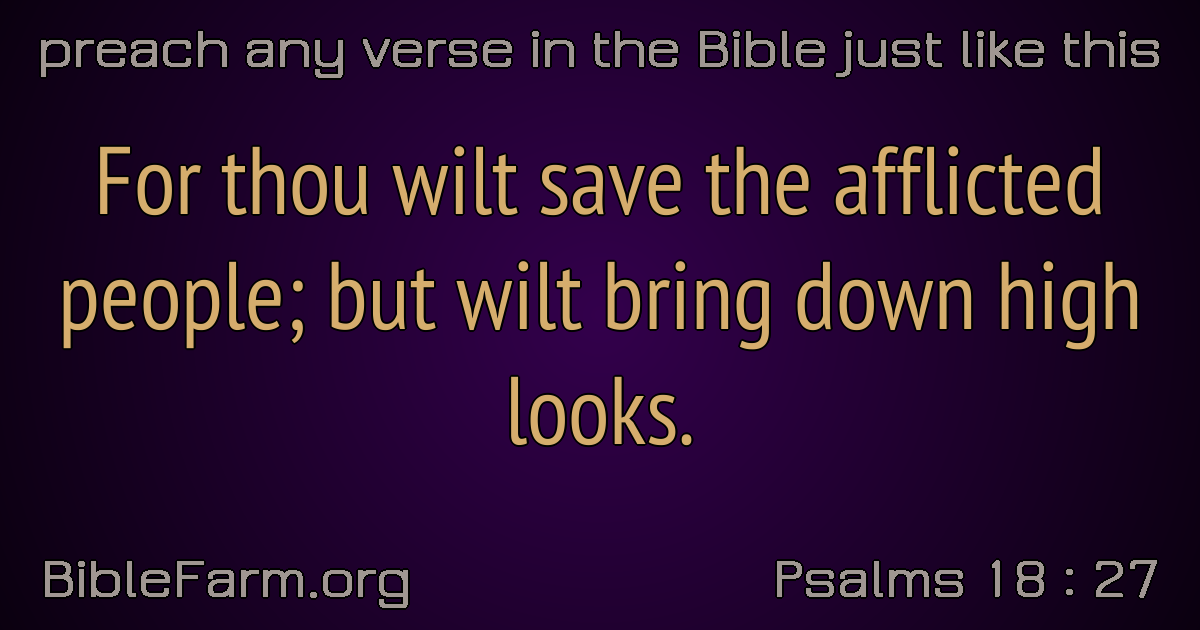 preach any verse in the Bible just like this
For thou wilt save the afflicted
people; but wilt bring down high
looks.
BibleFarm.org
Psalms 18 : 27